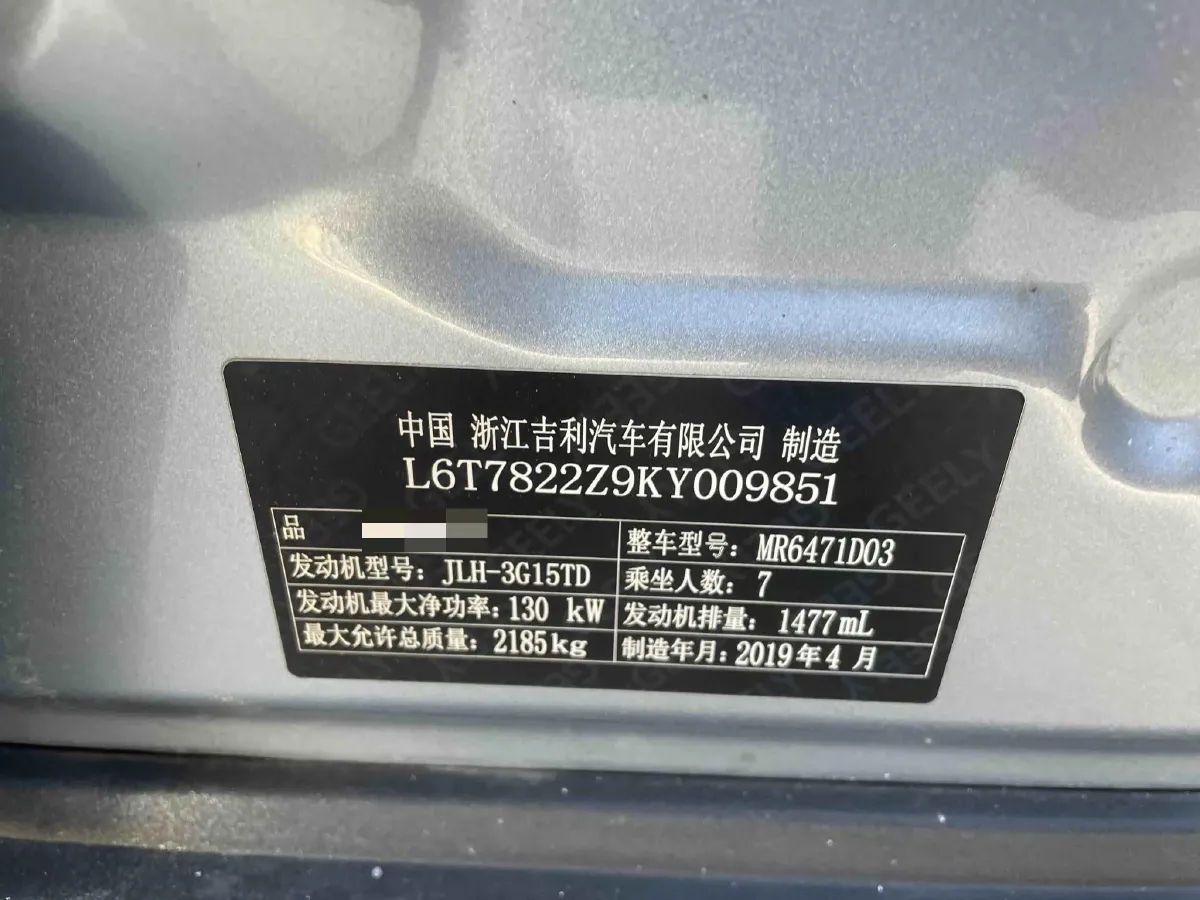 中国 浙江吉利汽车有限公司 制造
L6T7822Z9KY009851
品
整车型号：MR6471D03
发动机型号：JLH-3G15TD
乘坐人数：7
发动机最大净功率：130 kW
发动机排量：1477mL
最大允许总质量：2185kg
制造年月：2019年4月
GEELY